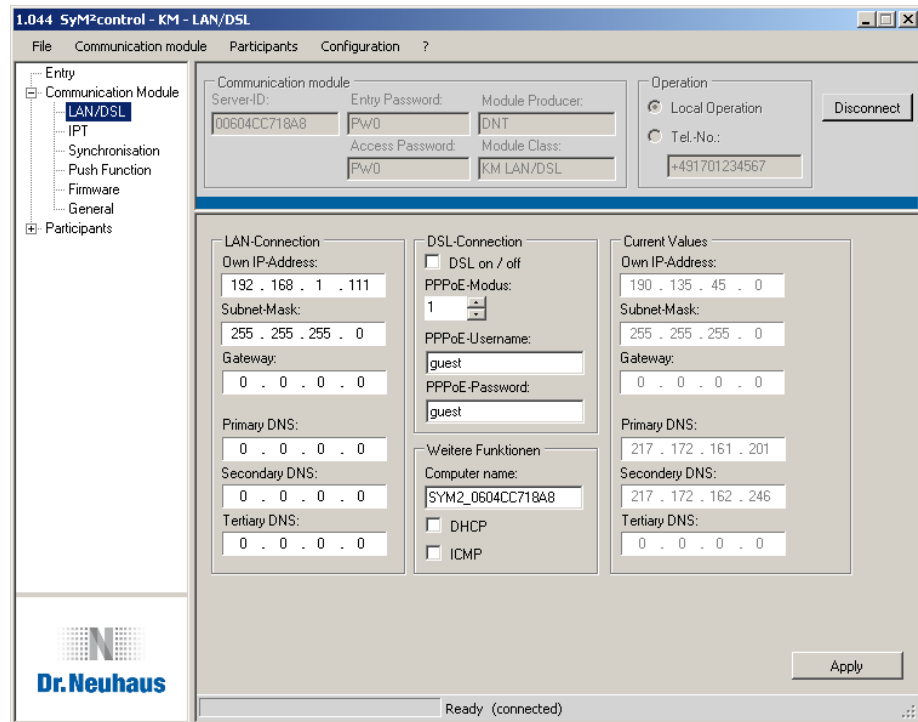 1.044 SyM²control - KM - LAN/DSL
File Communication module Participants Configuration ?
Entry
Communication Module
LAN/DSL
IPT
Synchronisation
Push Function
Firmware
General
Participants
Communication module
Server-ID: Entry Password: Module Producer:
00604CC718A8 PW0 DNT
Access Password: Module Class:
PW0 KM LAN/DSL
Operation
Local Operation
Tel.-No.:
+491701234567
Disconnect
LAN-Connection
Own IP-Address:
192 . 168 . 1 . 111
Subnet-Mask:
255 . 255 . 255 . 0
Gateway:
0 . 0 . 0 . 0
Primary DNS:
0 . 0 . 0 . 0
Secondary DNS:
0 . 0 . 0 . 0
Tertiary DNS:
0 . 0 . 0 . 0
DSL-Connection
DSL on / off
PPPoE-Modus:
1
PPPoE-Username:
guest
PPPoE-Password:
guest
Weitere Funktionen
Computer name:
SYM2_0604CC718A8
DHCP
ICMP
Current Values
Own IP-Address:
190 . 135 . 45 . 0
Subnet-Mask:
255 . 255 . 255 . 0
Gateway:
0 . 0 . 0 . 0
Primary DNS:
217 . 172 . 161 . 201
Secondery DNS:
217 . 172 . 162 . 246
Tertiary DNS:
0 . 0 . 0 . 0
N
Dr.Neuhaus
Apply
Ready (connected)